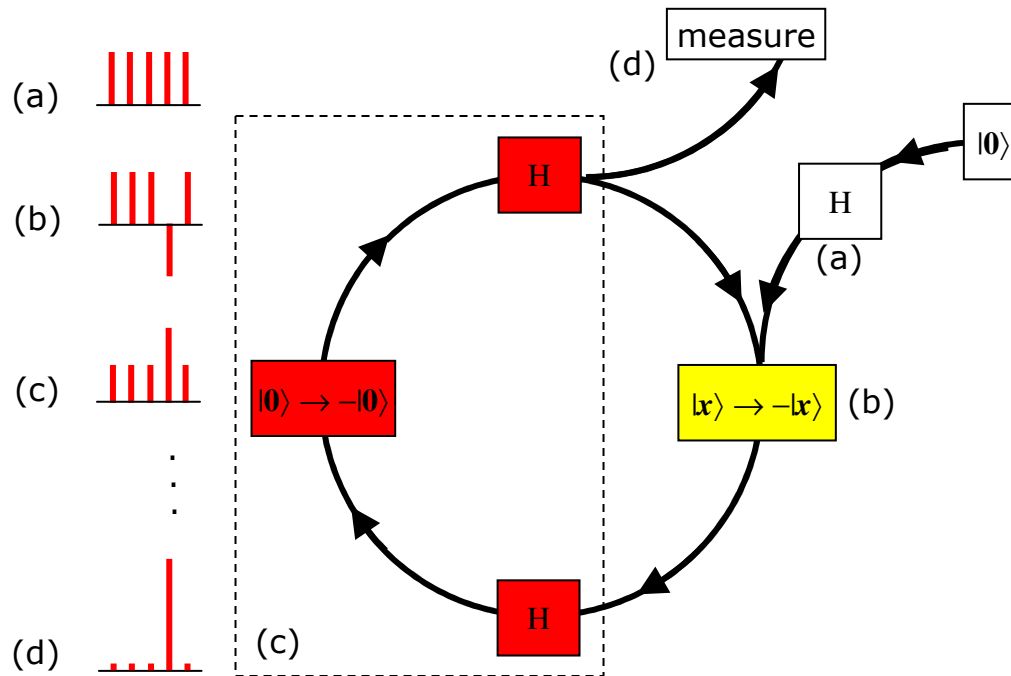 measure
(d)
(a)
|0⟩
H
H
(b)
(a)
(c)
|0⟩ → −|0⟩
|x⟩ → −|x⟩
(b)
H
(c)
(d)